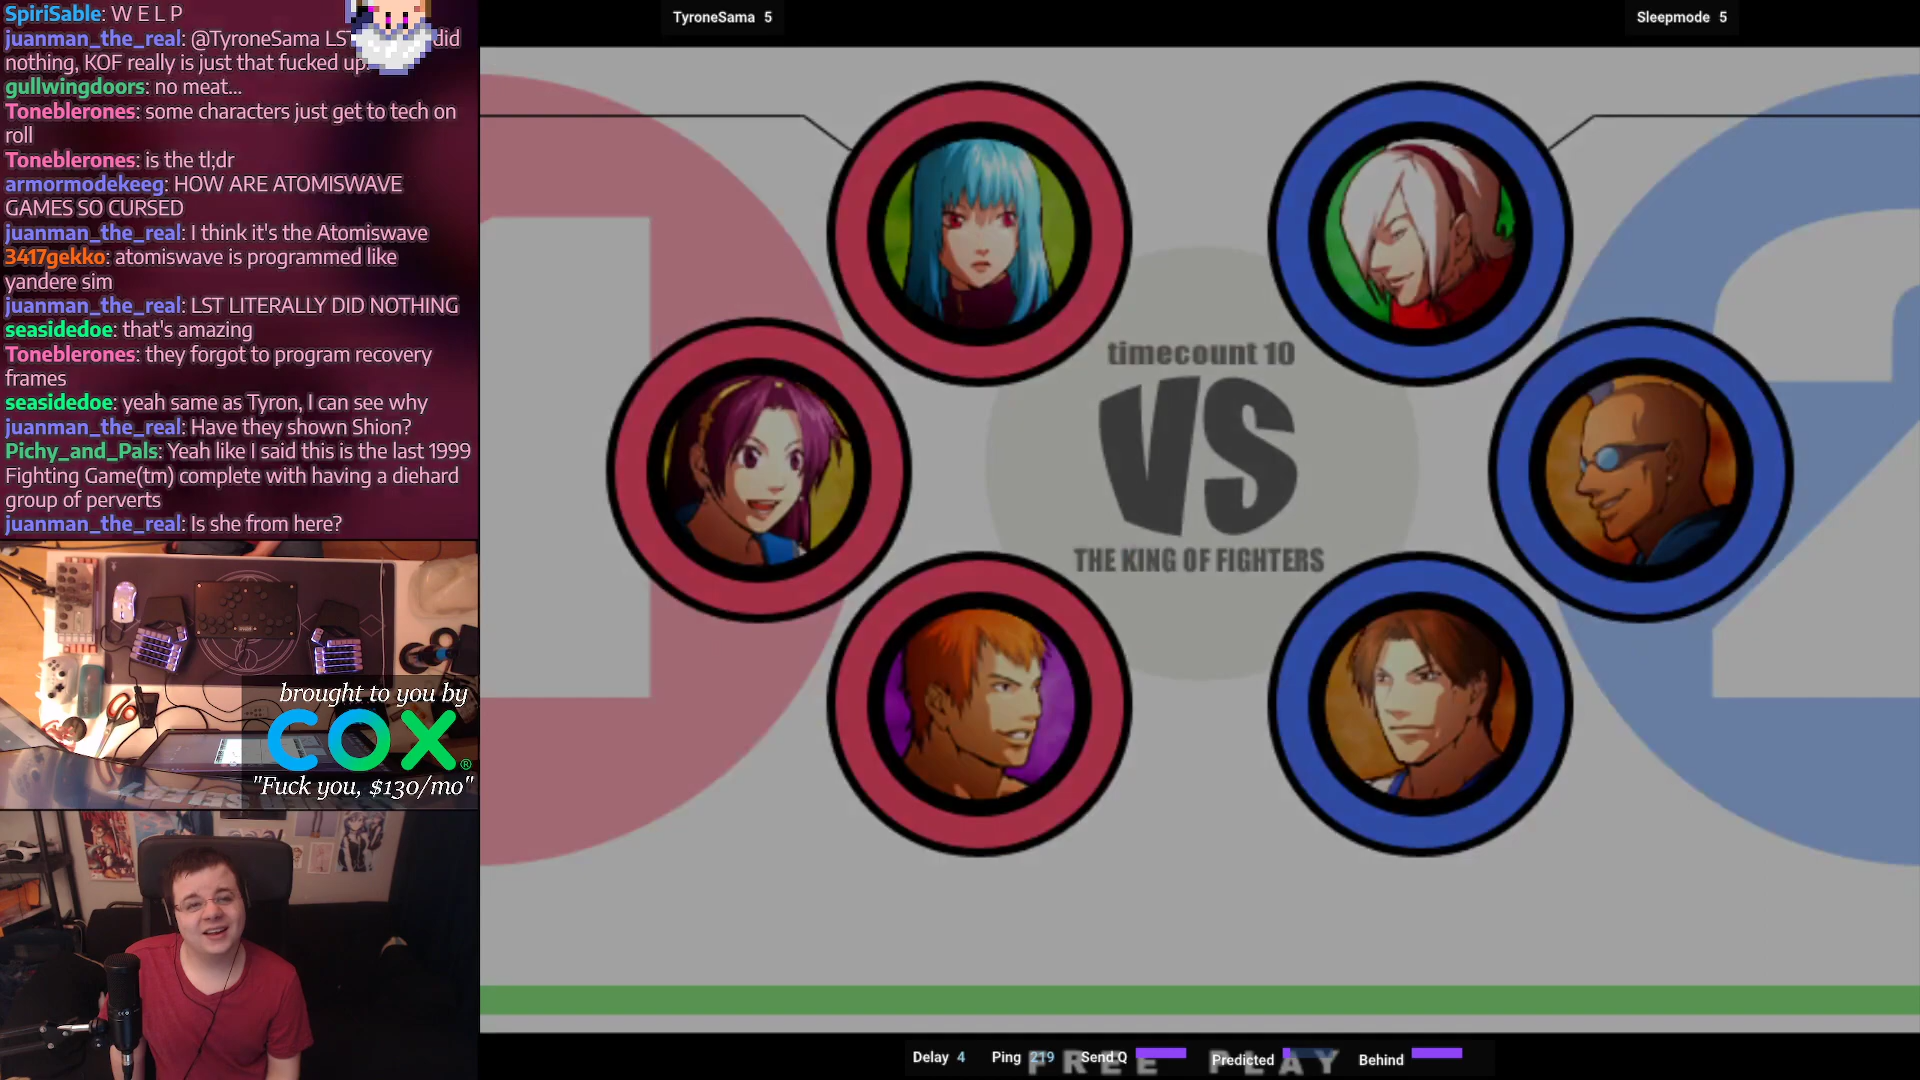 SpiriSable: W E L P
juanman_the_real: @TyroneSama LST did
nothing, KOF really is just that fucked up.
gullwingdoors: no meat...
Toneblerones: some characters just get to tech on
roll
Toneblerones: is the tl;dr
armormodekeeg: HOW ARE ATOMISWAVE
GAMES SO CURSED
juanman_the_real: I think it's the Atomiswave
3417gekko: atomiswave is programmed like
yandere sim
juanman_the_real: LST LITERALLY DID NOTHING
seasidedoe: that's amazing
Toneblerones: they forgot to program recovery
frames
seasidedoe: yeah same as Tyron, I can see why
juanman_the_real: Have they shown Shion?
Pichy_and_Pals: Yeah like I said this is the last 1999
Fighting Game(tm) complete with having a diehard
group of perverts
juanman_the_real: Is she from here?
brought to you by
COX®
"Fuck you, $130/mo"
TyroneSama 5
Sleepmode 5
1
2
timecount 10
VS
THE KING OF FIGHTERS
Delay 4 Ping 219 Send Q Predicted Behind
FREE PLAY